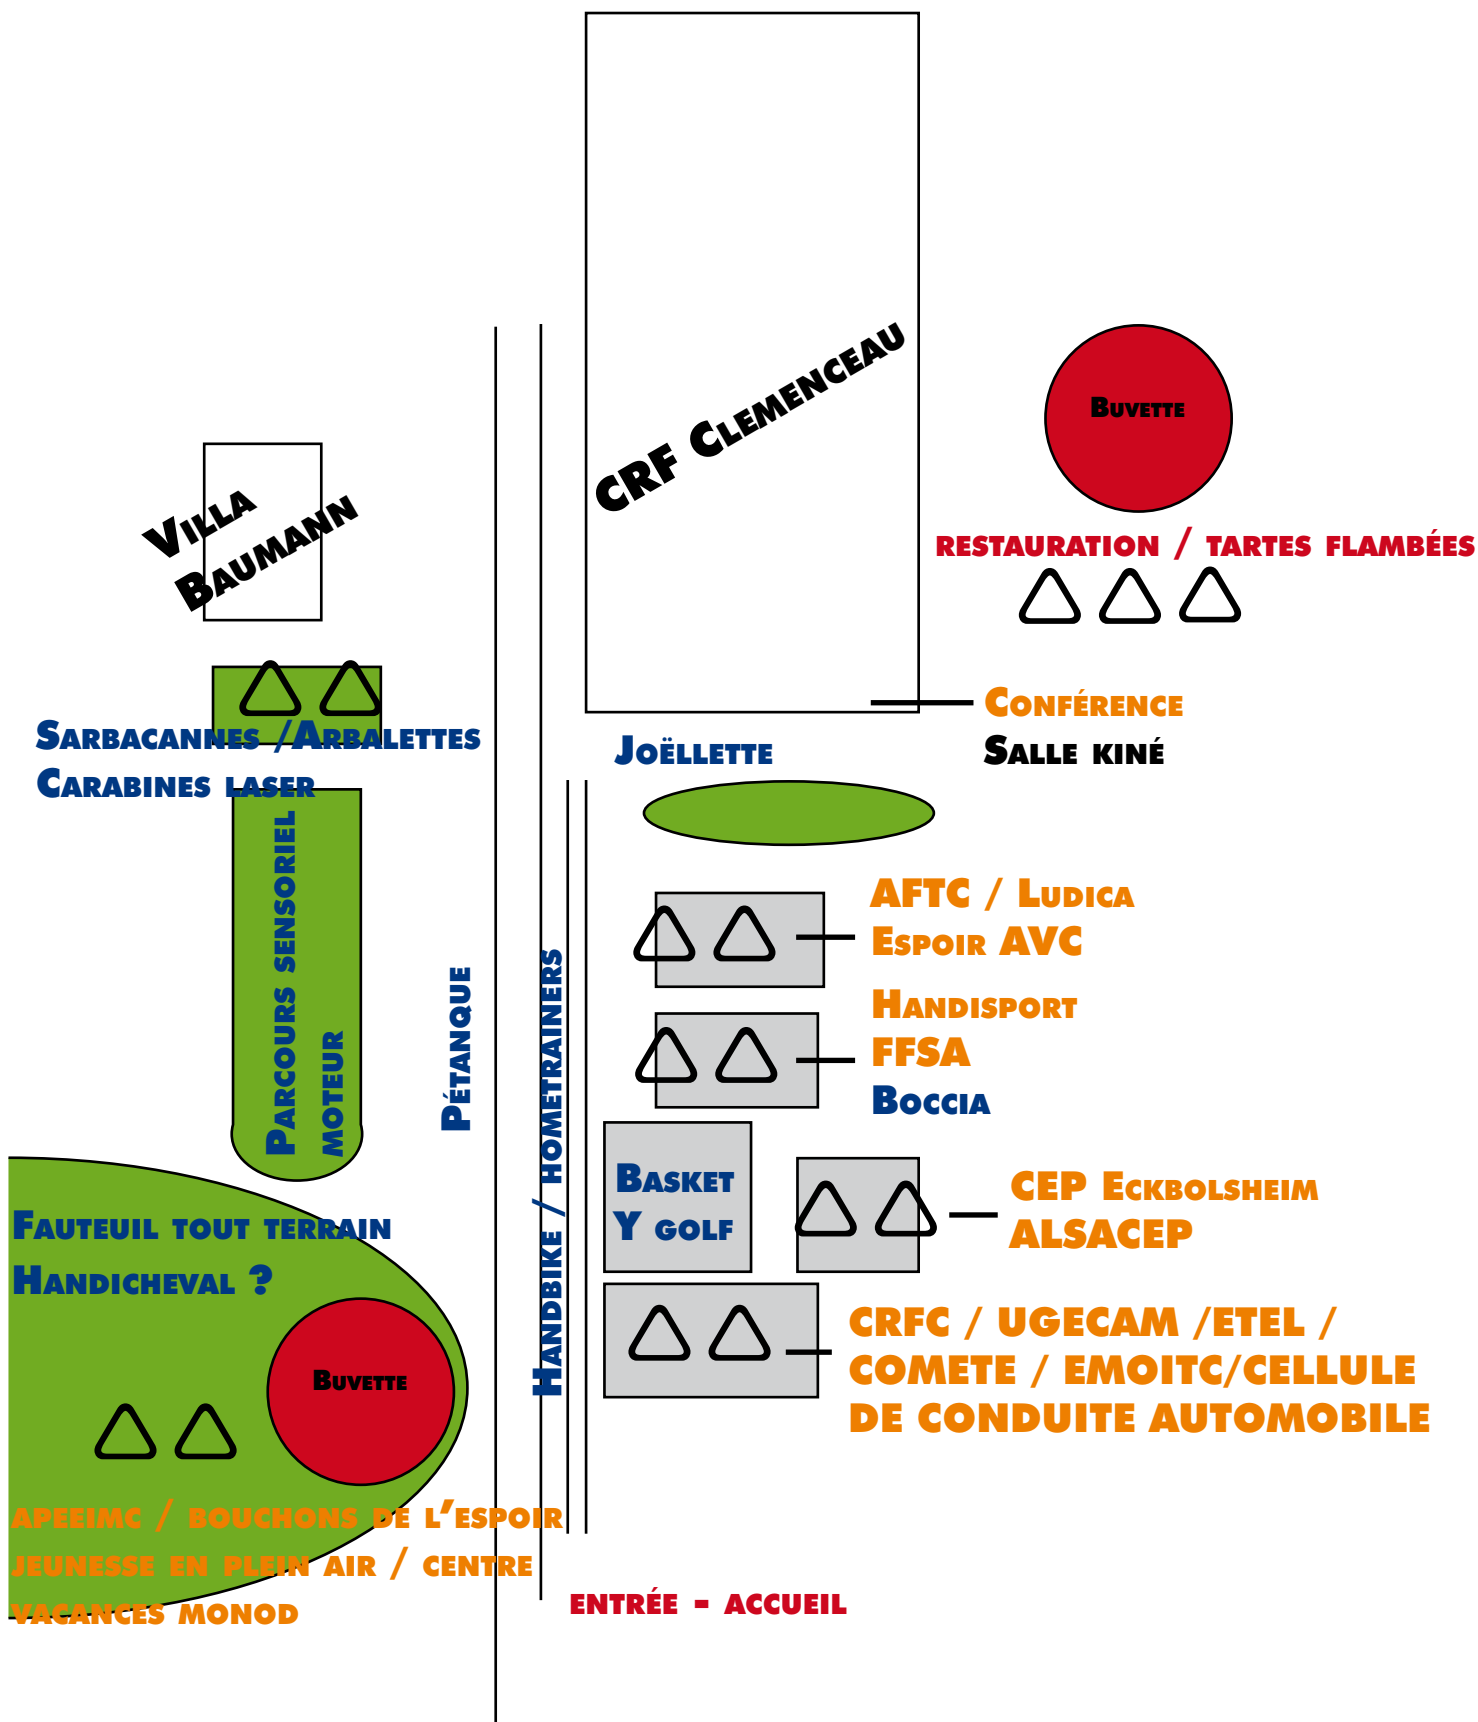 CRF Clemenceau
Buvette
Villa
Baumann
restauration / tartes flambées
Conférence
Salle kiné
Sarbacannes /Arbalettes
Carabines laser
Joëllette
Parcours sensoriel
moteur
Pétanque
Handbike / hometrainers
AFTC / Ludica
Espoir AVC
Handisport
FFSA
Boccia
Basket
Y golf
CEP Eckbolsheim
ALSACEP
Fauteuil tout terrain
Handicheval ?
Buvette
CRFC / UGECAM /ETEL /
COMETE / EMOITC/CELLULE
DE CONDUITE AUTOMOBILE
apeeimc / bouchons de l'espoir
jeunesse en plein air / centre
vacances monod
entrée - accueil